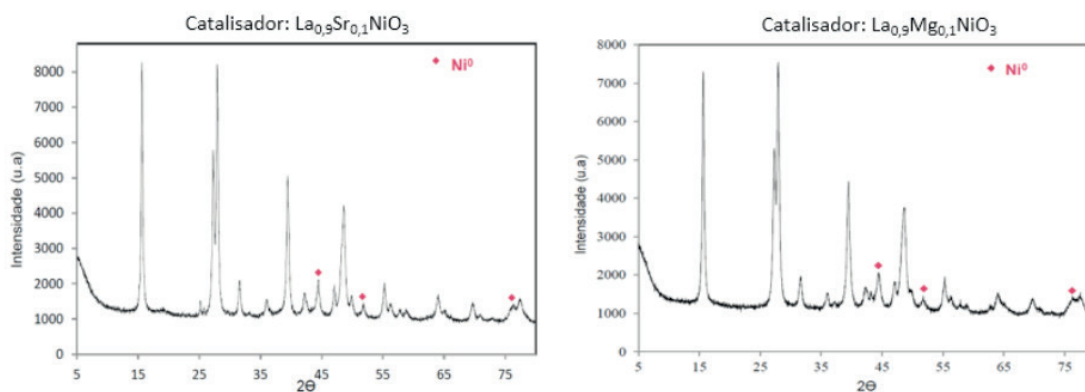 Catalisador: La0,9Sr0,1NiO3
Ni⁰
Intensidade (u.a)
8000
7000
6000
5000
4000
3000
2000
1000
0
5 15 25 35 45 55 65 75
2Θ
Catalisador: La0,9Mg0,1NiO3
Ni⁰
Intensidade (u.a)
8000
7000
6000
5000
4000
3000
2000
1000
0
5 15 25 35 45 55 65 75
2Θ